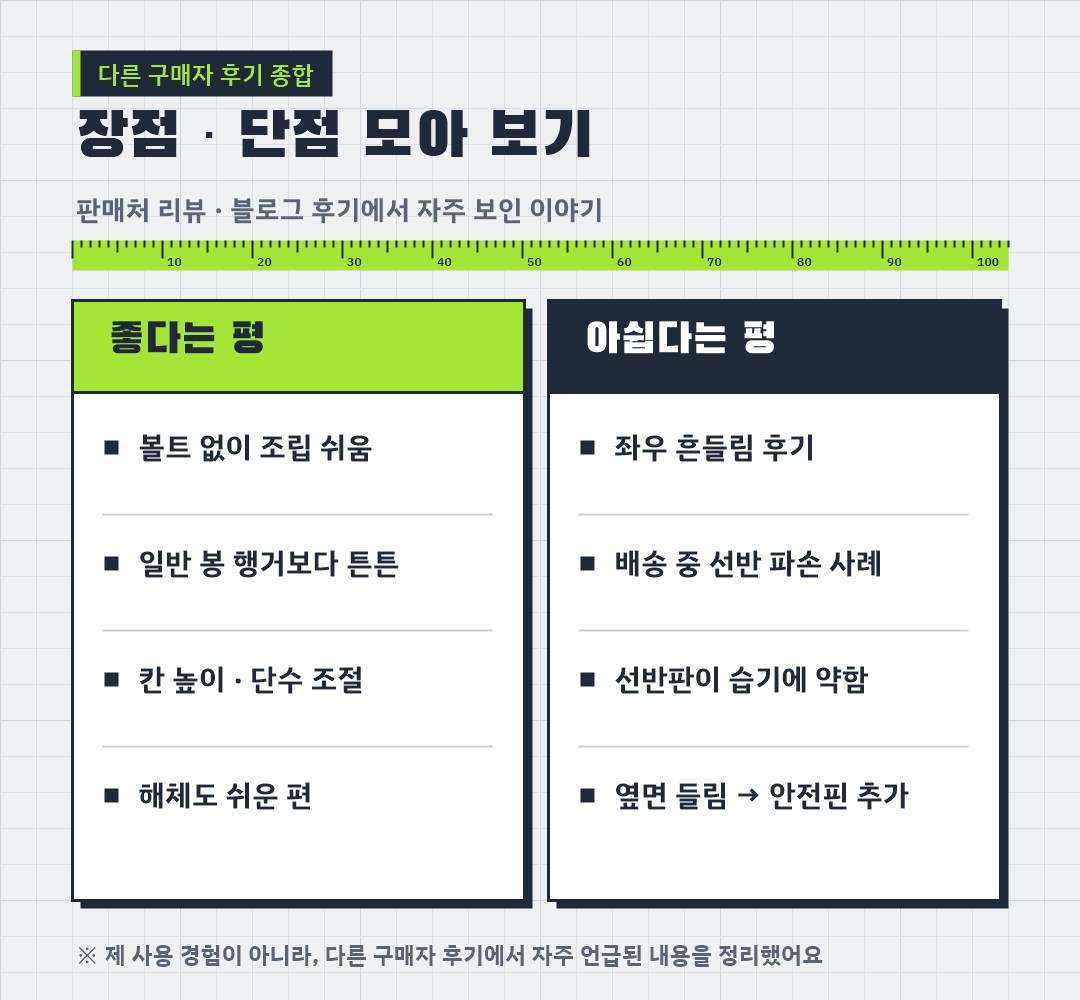 다른 구매자 후기 종합
장점 · 단점 모아 보기
판매처 리뷰 · 블로그 후기에서 자주 보인 이야기
10 20 30 40 50 60 70 80 90 100
좋다는 평
■ 볼트 없이 조립 쉬움
■ 일반 봉 행거보다 튼튼
■ 칸 높이 · 단수 조절
■ 해체도 쉬운 편
아쉽다는 평
■ 좌우 흔들림 후기
■ 배송 중 선반 파손 사례
■ 선반판이 습기에 약함
■ 옆면 들림 → 안전핀 추가
※ 제 사용 경험이 아니라, 다른 구매자 후기에서 자주 언급된 내용을 정리했어요